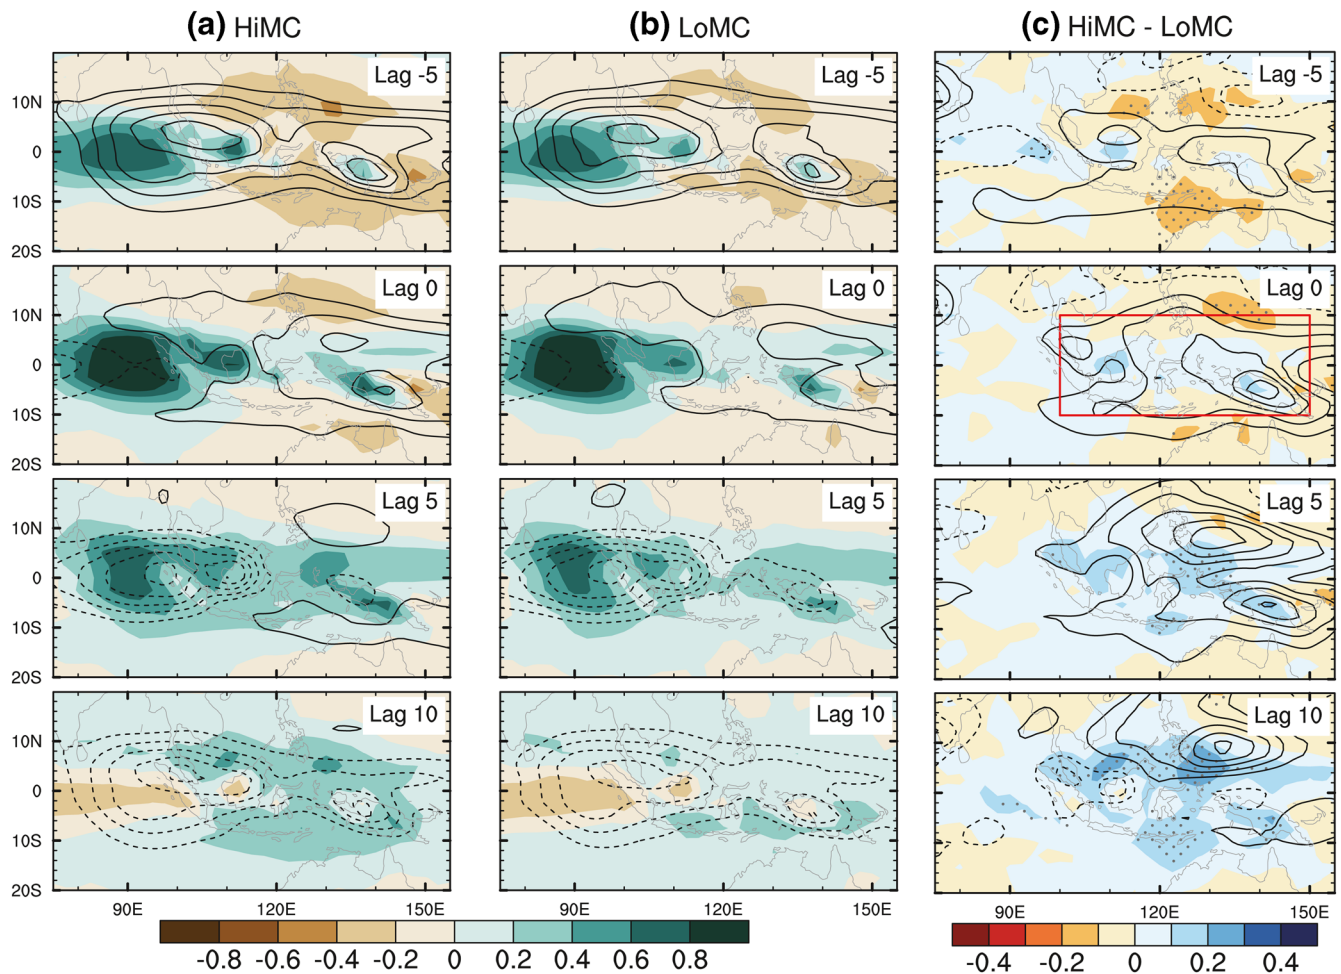 (a) HiMC (b) LoMC (c) HiMC - LoMC
Lag -5 Lag -5 Lag -5
10N
0
10S
20S
Lag 0 Lag 0 Lag 0
10N
0
10S
20S
Lag 5 Lag 5 Lag 5
10N
0
10S
20S
Lag 10 Lag 10 Lag 10
10N
0
10S
20S
90E 120E 150E 90E 120E 150E 90E 120E 150E
-0.8 -0.6 -0.4 -0.2 0 0.2 0.4 0.6 0.8 -0.4 -0.2 0 0.2 0.4